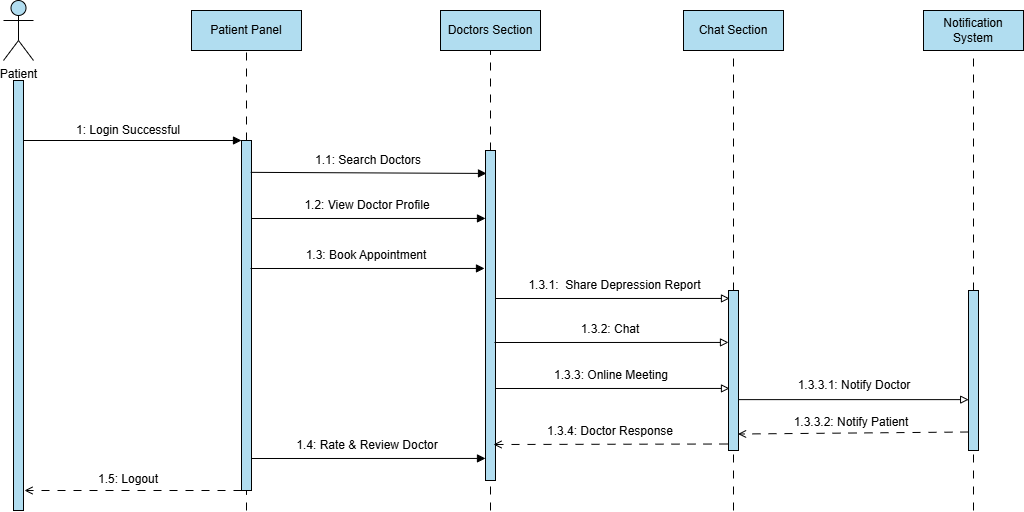 Patient Panel
Doctors Section
Chat Section
Notification
System
Patient
1: Login Successful
1.1: Search Doctors
1.2: View Doctor Profile
1.3: Book Appointment
1.3.1:  Share Depression Report
1.3.2: Chat
1.3.3: Online Meeting
1.3.3.1: Notify Doctor
1.3.3.2: Notify Patient
1.3.4: Doctor Response
1.4: Rate & Review Doctor
1.5: Logout